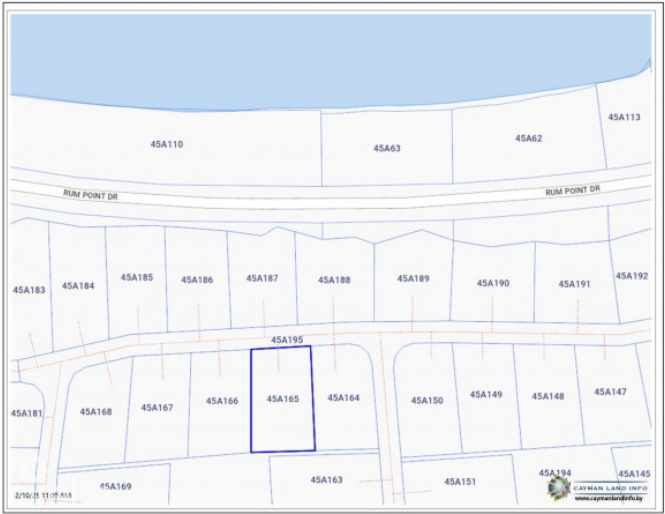 45A113
45A110
45A63
45A62
RUM POINT DR
RUM POINT DR
45A183
45A184
45A185
45A186
45A187
45A188
45A189
45A190
45A191
45A192
45A195
45A181
45A168
45A167
45A166
45A165
45A164
45A150
45A149
45A148
45A147
45A169
45A163
45A151
45A194
45A145
CAYMAN LAND INFO
www.caymanlandinfo.ky